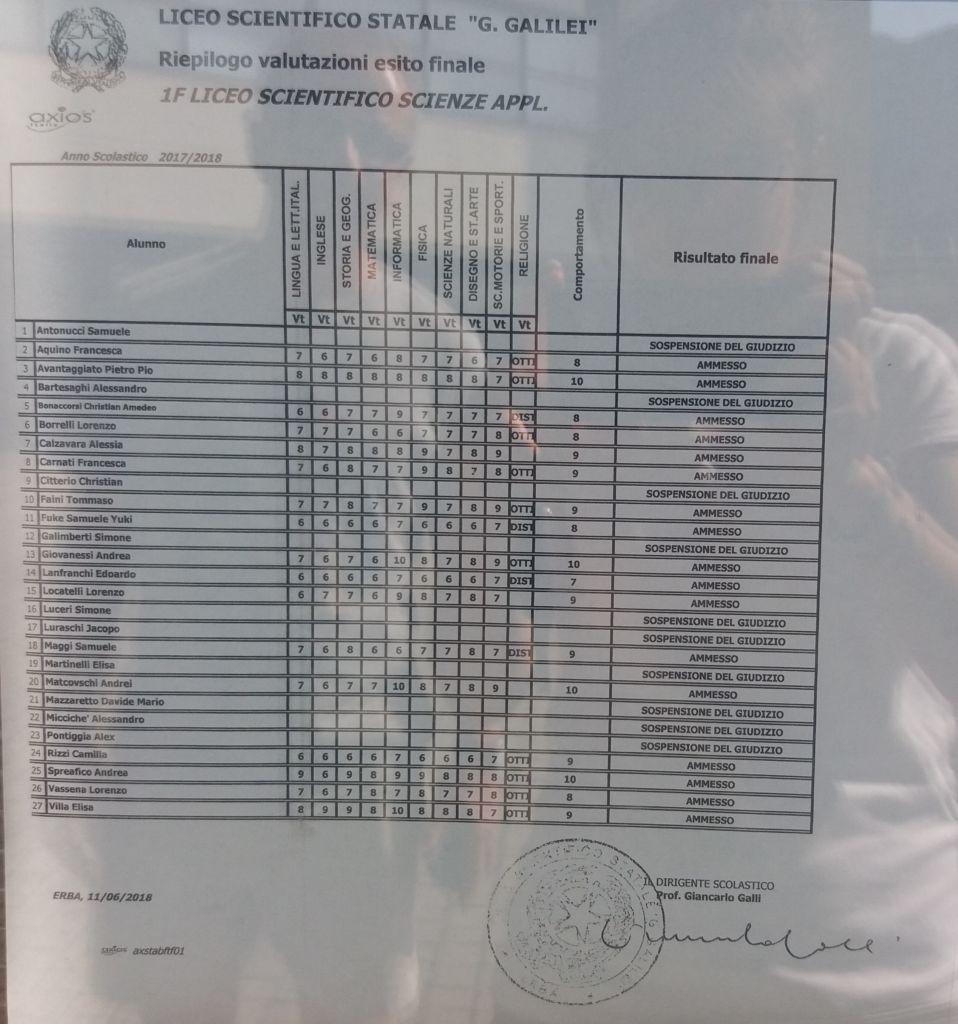 LICEO SCIENTIFICO STATALE "G. GALILEI"
Riepilogo valutazioni esito finale
1F LICEO SCIENTIFICO SCIENZE APPL.
axios
Anno Scolastico 2017/2018
Alunno LINGUA E LETT.ITAL. INGLESE STORIA E GEOG. MATEMATICA INFORMATICA FISICA SCIENZE NATURALI DISEGNO E ST.ARTE SC.MOTORIE E SPORT. RELIGIONE Comportamento Risultato finale
Vt Vt Vt Vt Vt Vt Vt Vt Vt Vt
1 Antonucci Samuele SOSPENSIONE DEL GIUDIZIO
2 Aquino Francesca 7 6 7 6 8 7 7 6 7 OTTI 8 AMMESSO
3 Avantaggiato Pietro Pio 8 8 8 8 8 8 8 8 7 OTTI 10 AMMESSO
4 Bartesaghi Alessandro SOSPENSIONE DEL GIUDIZIO
5 Bonaccorsi Christian Amedeo 6 6 7 7 9 7 7 7 7 DIST 8 AMMESSO
6 Borrelli Lorenzo 7 7 7 6 6 7 7 7 8 OTTI 8 AMMESSO
7 Calzavara Alessia 8 7 8 8 8 9 7 8 9 9 AMMESSO
8 Carnati Francesca 7 6 8 7 7 9 8 7 8 OTTI 9 AMMESSO
9 Citterio Christian SOSPENSIONE DEL GIUDIZIO
10 Faini Tommaso 7 7 8 7 7 9 7 8 9 OTTI 9 AMMESSO
11 Fuke Samuele Yuki 6 6 6 6 7 6 6 6 7 DIST 8 AMMESSO
12 Galimberti Simone SOSPENSIONE DEL GIUDIZIO
13 Giovanessi Andrea 7 6 7 6 10 8 7 8 9 OTTI 10 AMMESSO
14 Lanfranchi Edoardo 6 6 6 6 7 6 6 6 7 DIST 7 AMMESSO
15 Locatelli Lorenzo 6 7 7 6 9 8 7 8 7 9 AMMESSO
16 Luceri Simone SOSPENSIONE DEL GIUDIZIO
17 Luraschi Jacopo SOSPENSIONE DEL GIUDIZIO
18 Maggi Samuele 7 6 8 6 6 7 7 8 7 DIST 9 AMMESSO
19 Martinelli Elisa SOSPENSIONE DEL GIUDIZIO
20 Matcovschi Andrei 7 6 7 7 10 8 7 8 9 10 AMMESSO
21 Mazzaretto Davide Mario SOSPENSIONE DEL GIUDIZIO
22 Micciche' Alessandro SOSPENSIONE DEL GIUDIZIO
23 Pontiggia Alex SOSPENSIONE DEL GIUDIZIO
24 Rizzi Camilla 6 6 6 6 7 6 6 6 7 OTTI 9 AMMESSO
25 Spreafico Andrea 9 6 9 8 9 9 8 8 8 OTTI 10 AMMESSO
26 Vassena Lorenzo 7 6 7 8 7 8 7 7 8 OTTI 8 AMMESSO
27 Villa Elisa 8 9 9 8 10 8 8 8 7 OTTI 9 AMMESSO
ERBA, 11/06/2018
IL DIRIGENTE SCOLASTICO
Prof. Giancarlo Galli
axios axstabftf01